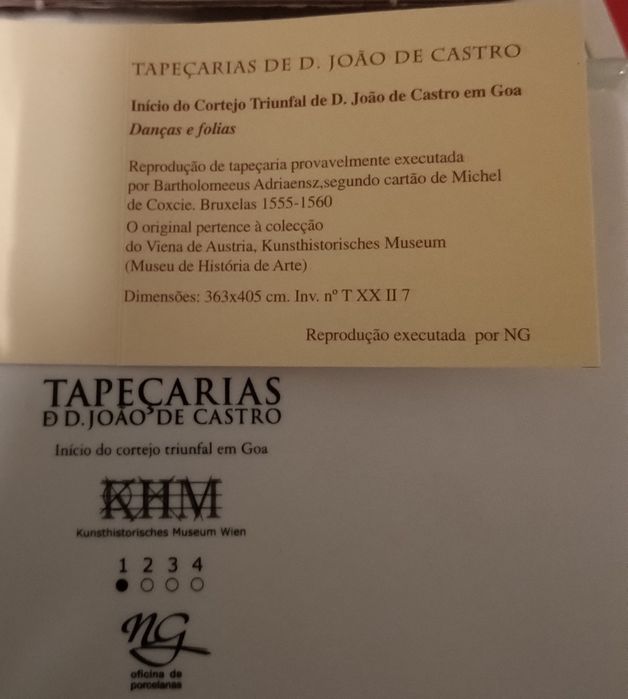 TAPEÇARIAS DE D. JOÃO DE CASTRO
Início do Cortejo Triunfal de D. João de Castro em Goa
Danças e folias
Reprodução de tapeçaria provavelmente executada
por Bartholomeeus Adriaensz,segundo cartão de Michel
de Coxcie. Bruxelas 1555-1560
O original pertence à colecção
do Viena de Austria, Kunsthistorisches Museum
(Museu de História de Arte)
Dimensões: 363x405 cm. Inv. nº T XX II 7
Reprodução executada por NG
TAPEÇARIAS
D D. JOÃO DE CASTRO
Início do cortejo triunfal em Goa
KHM
Kunsthistorisches Museum Wien
1 2 3 4
NG
oficina de
porcelanas